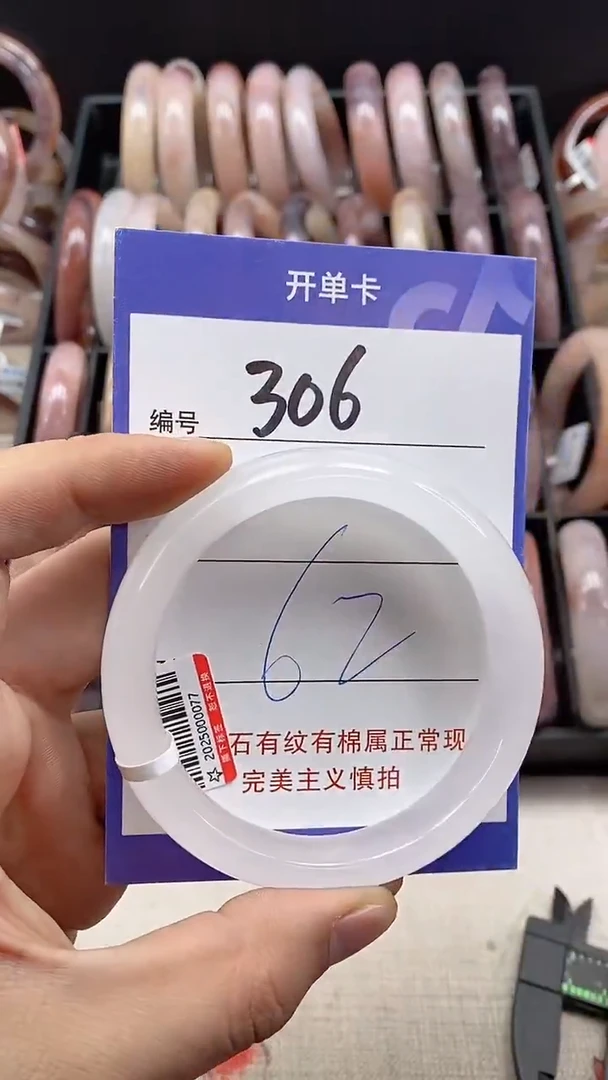 开单卡
编号 306
62
石有纹有棉属正常现
完美主义慎拍
2025000077